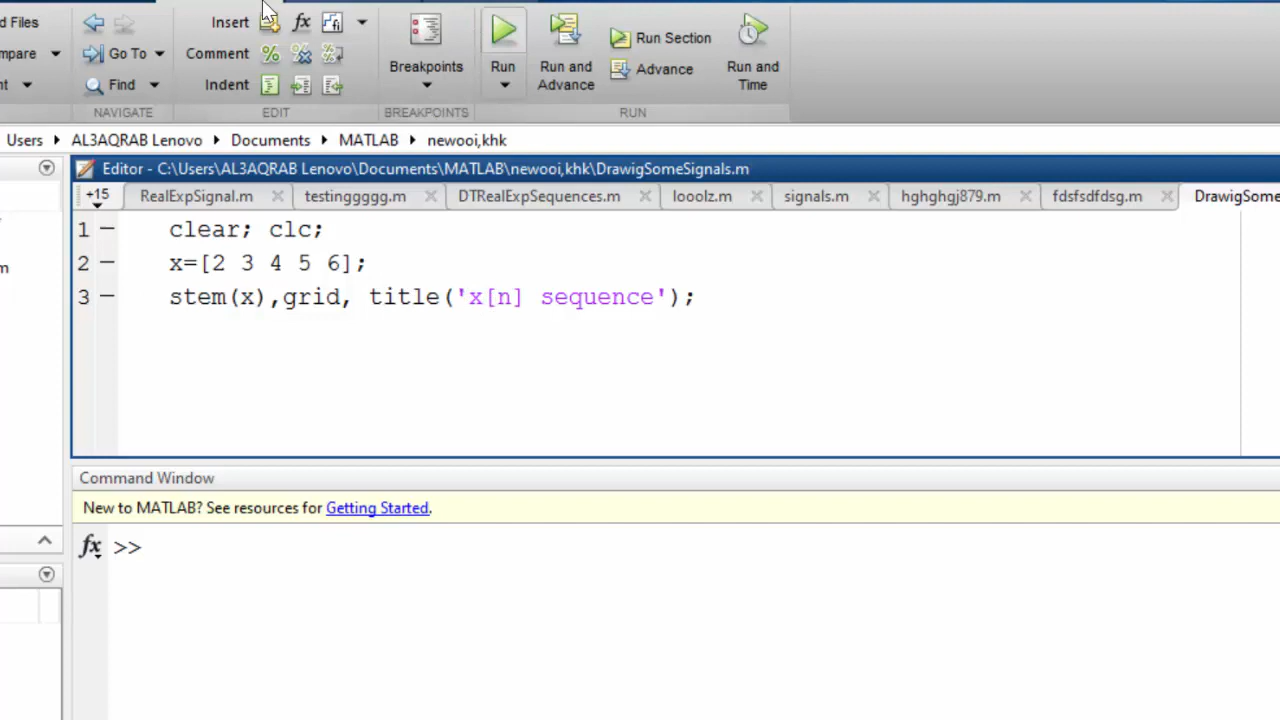 d Files
Insert
fx
mpare
Go To
Comment
Breakpoints
Run
Run and
Advance
Run Section
Advance
Run and
Time
nt
Find
Indent
NAVIGATE
EDIT
BREAKPOINTS
RUN
Users AL3AQRAB Lenovo Documents MATLAB newooi,khk
Editor - C:\Users\AL3AQRAB Lenovo\Documents\MATLAB\newooi,khk\DrawigSomeSignals.m
+15 RealExpSignal.m testinggggg.m DTRealExpSequences.m looolz.m signals.m hghghgj879.m fdsfsdfdsg.m DrawigSome
1 clear; clc;
m
2 x=[2 3 4 5 6];
3 stem(x),grid, title('x[n] sequence');
Command Window
New to MATLAB? See resources for Getting Started.
fx >>